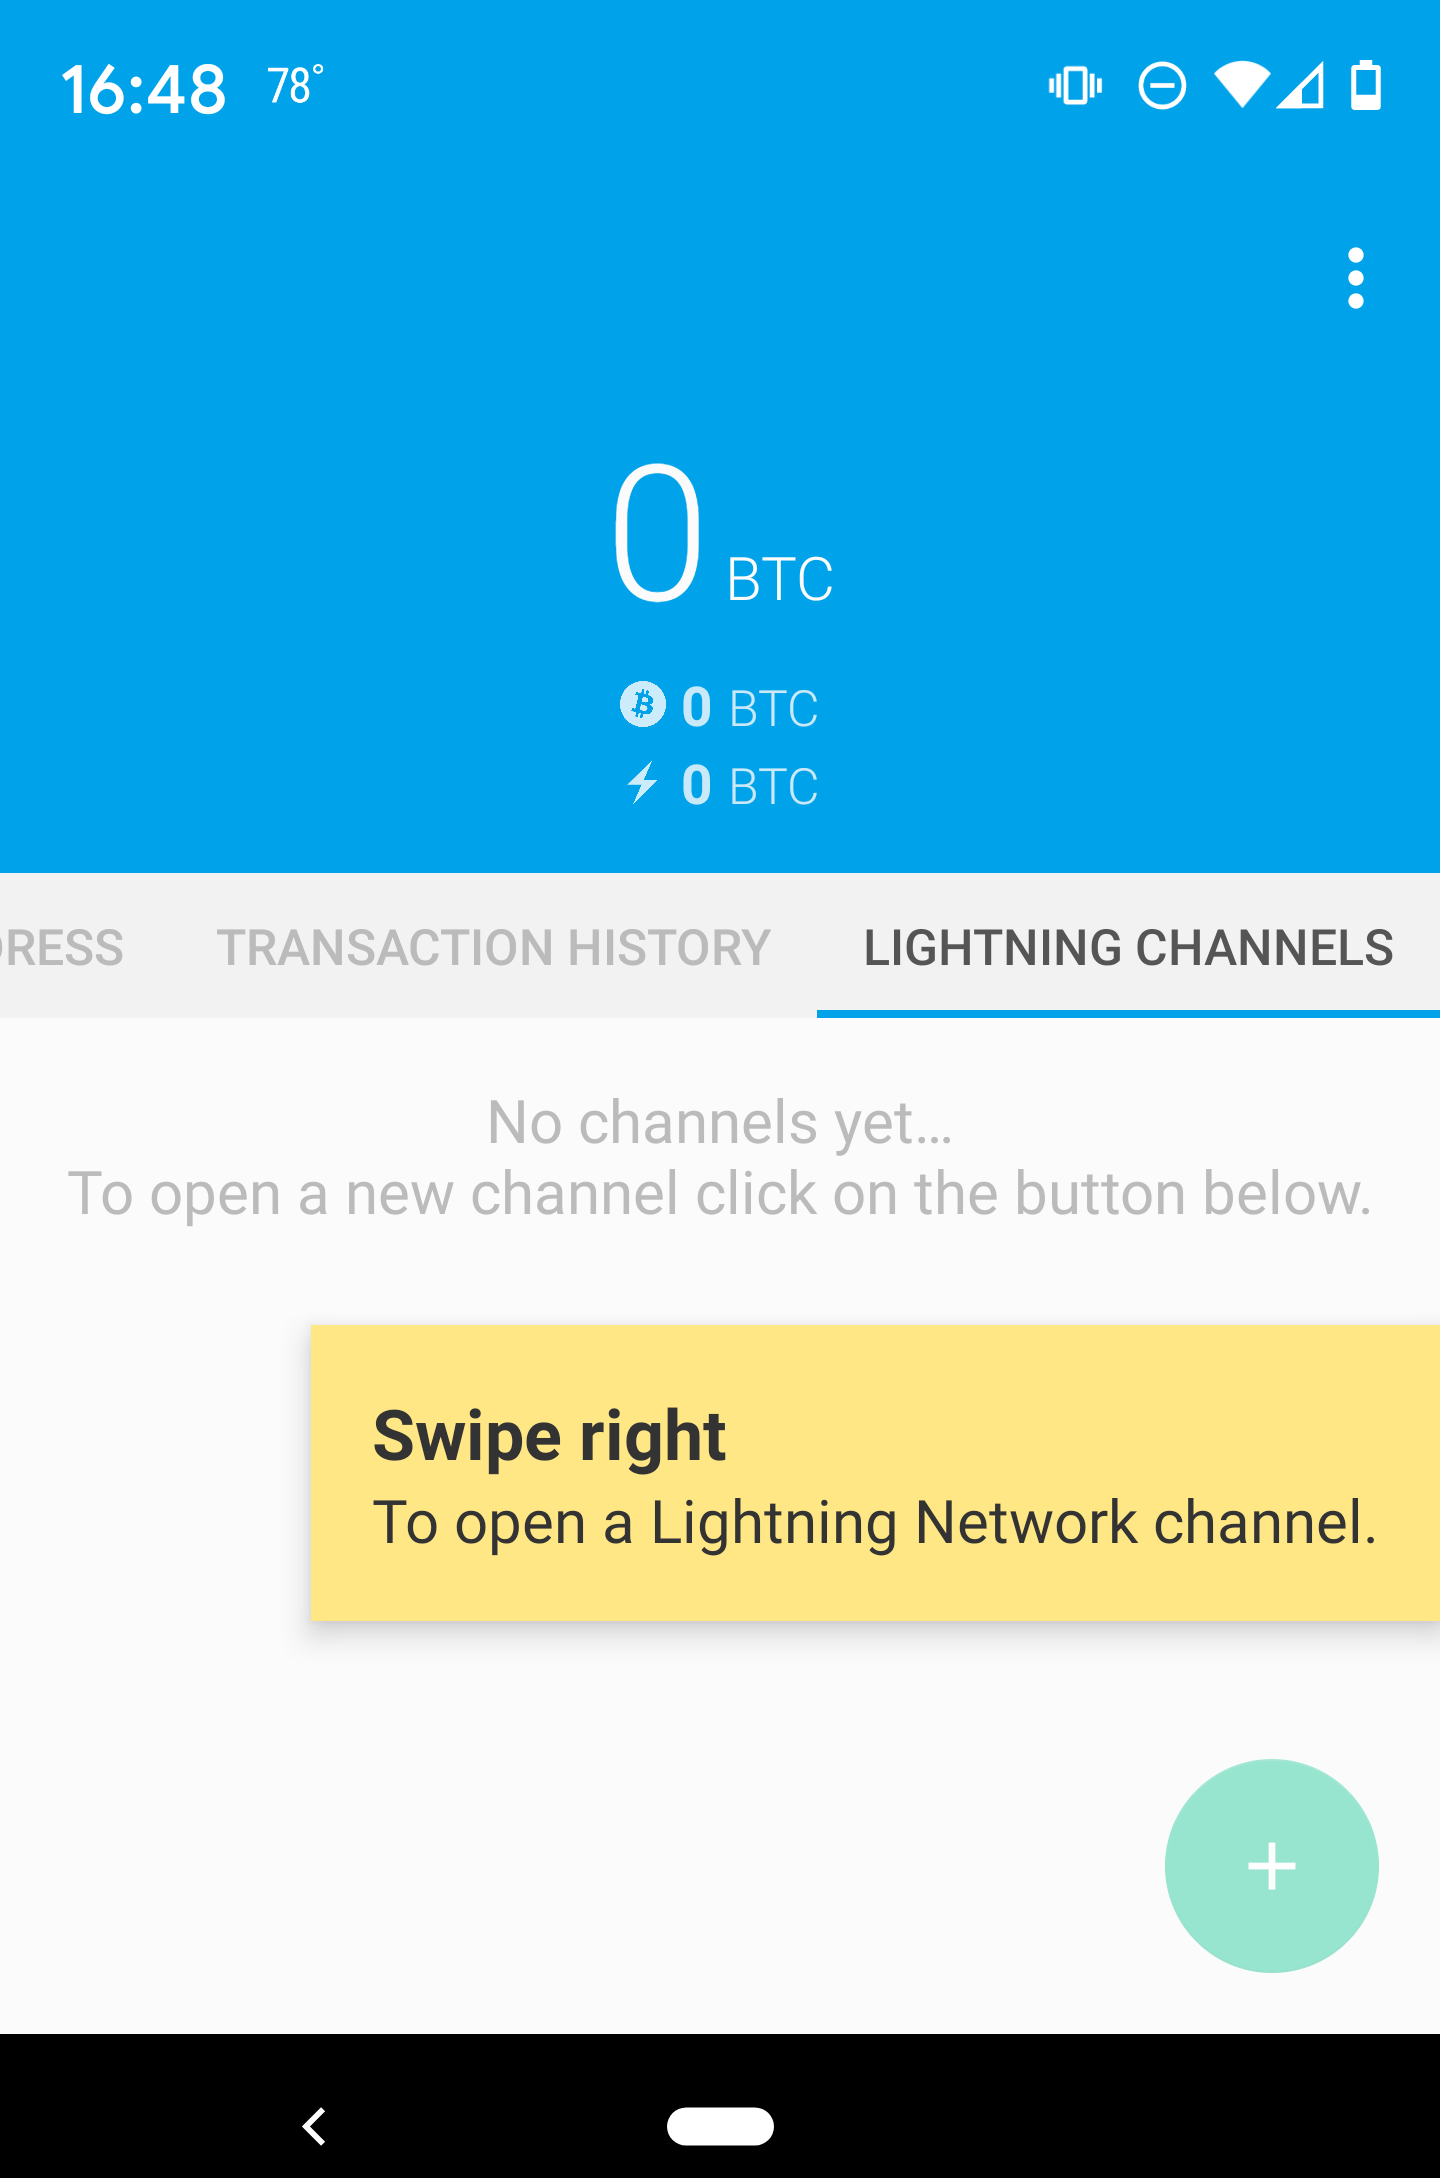 16:48 78°
0 BTC
0 BTC
0 BTC
DRESS TRANSACTION HISTORY LIGHTNING CHANNELS
No channels yet…
To open a new channel click on the button below.
Swipe right
To open a Lightning Network channel.